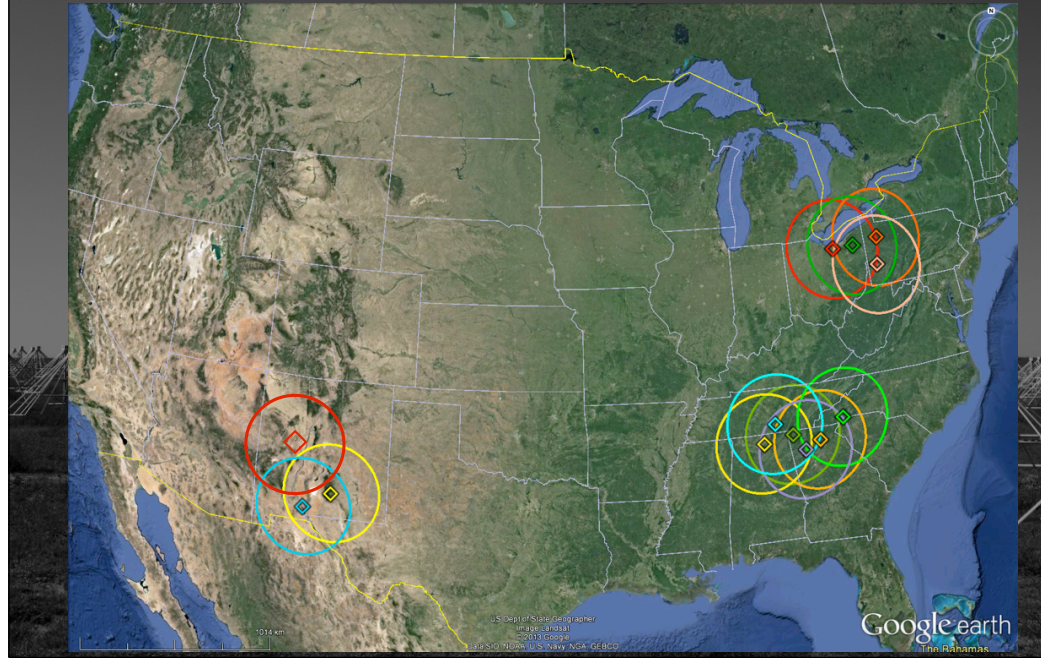 N
1014 km
US Dept of State Geographer
Image Landsat
© 2013 Google
Data SIO, NOAA, U.S. Navy, NGA, GEBCO
Google earth
The Bahamas